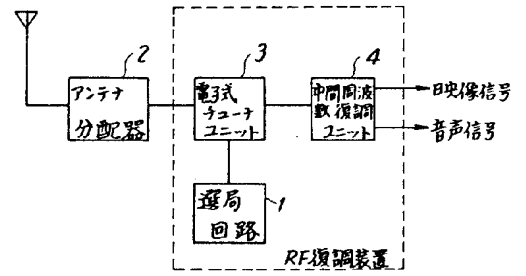 2
アンテナ
分配器
3
電子式
チューナ
ユニット
4
中間周波
数復調
ユニット
映像信号
音声信号
選局
回路
1
RF復調装置